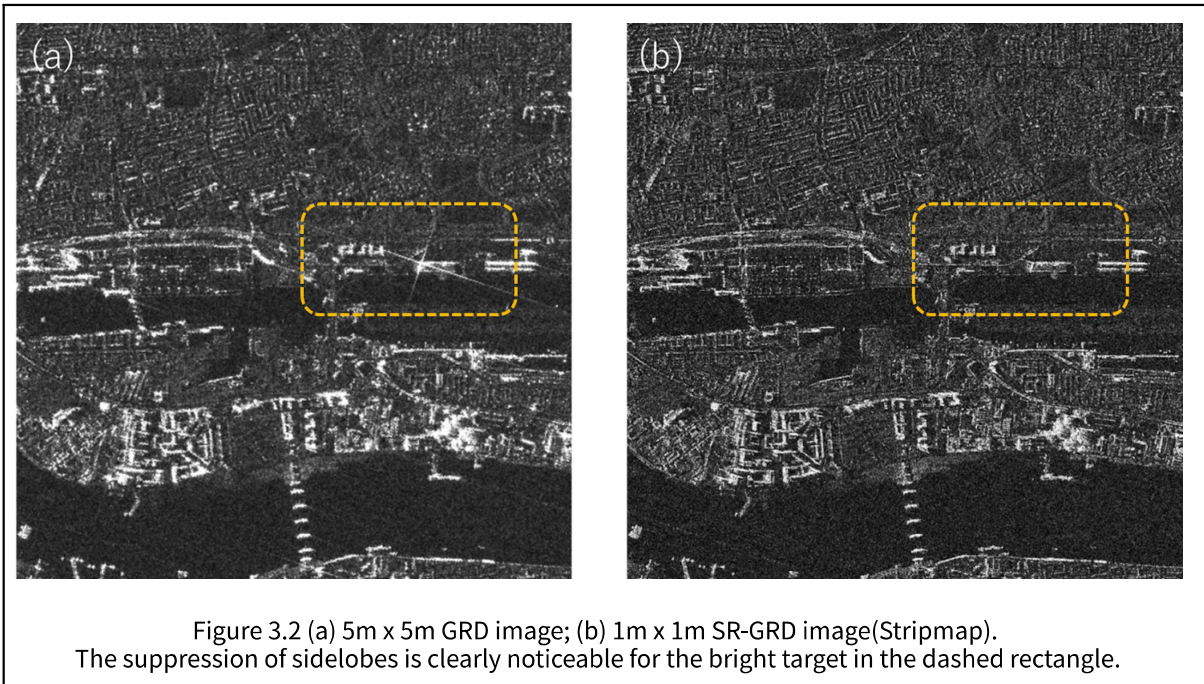 (a)
(b)
Figure 3.2 (a) 5m x 5m GRD image; (b) 1m x 1m SR-GRD image(Stripmap).
The suppression of sidelobes is clearly noticeable for the bright target in the dashed rectangle.